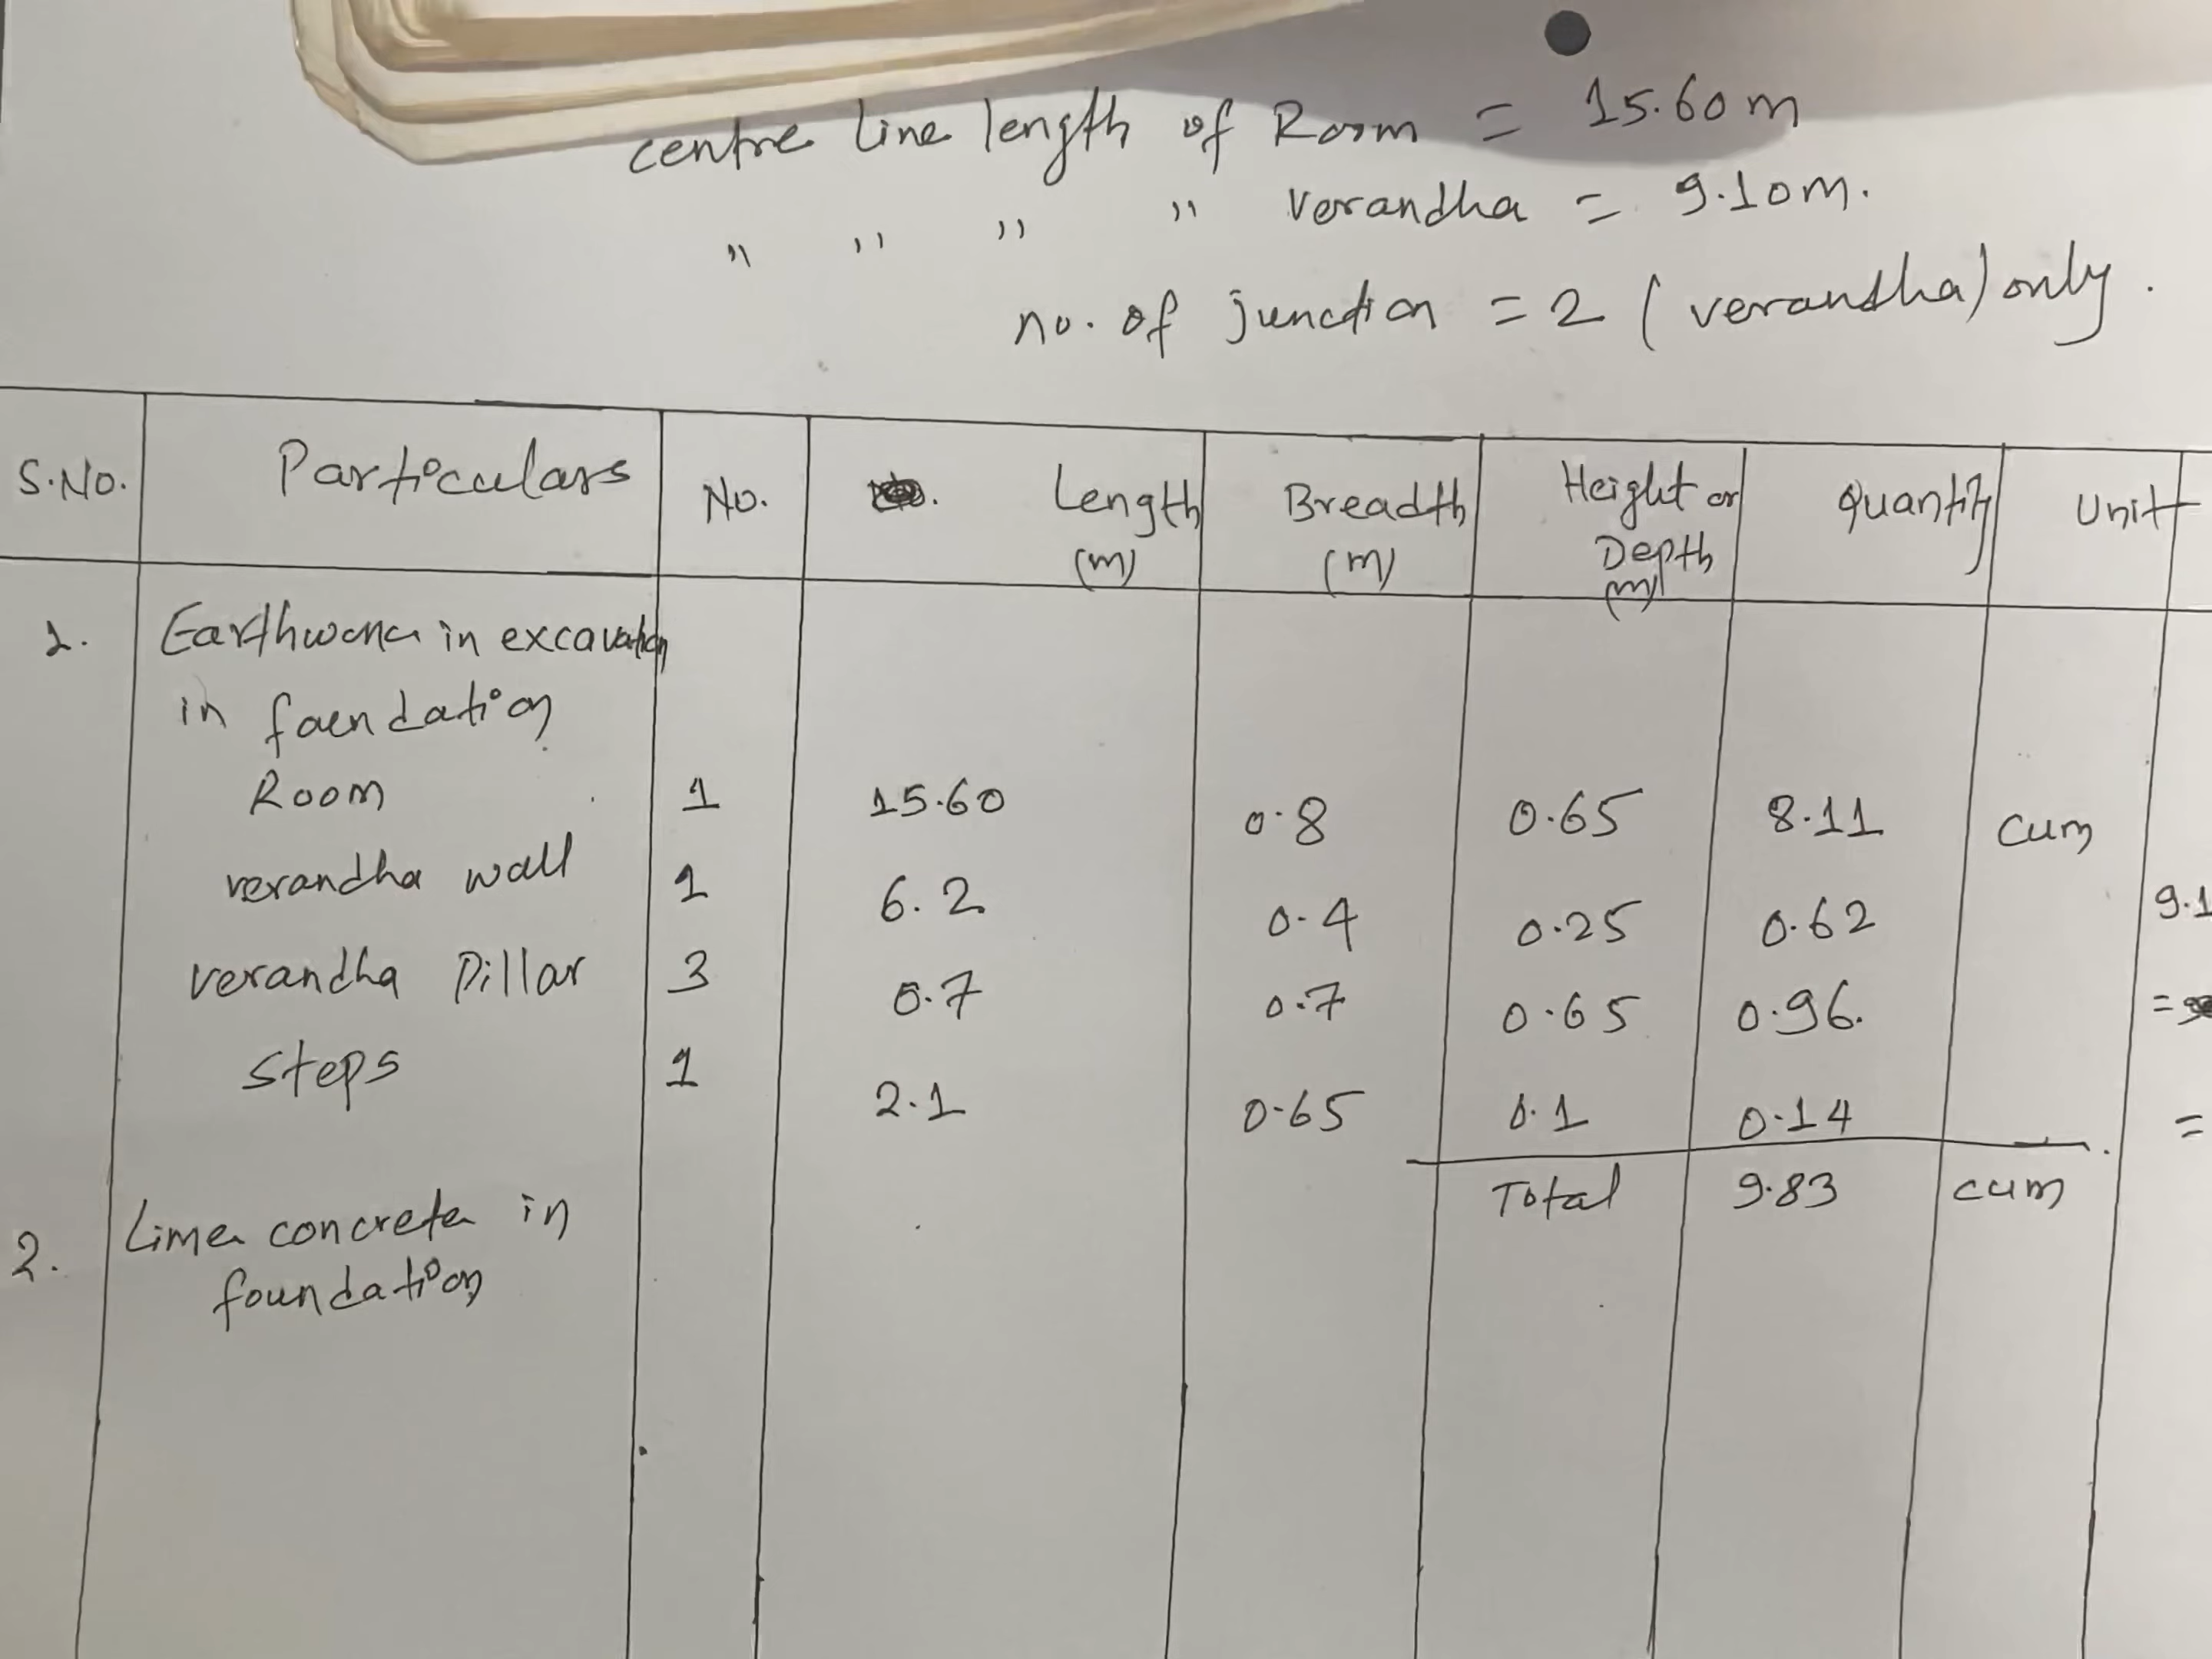 centre line length of Room = 15.60 m
" " " " verandha = 9.10m.
no. of junction = 2 (verandha) only.
S.No. Particulars No. Length (m) Breadth (m) Height or Depth (m) Quantity Unit
1. Earthwona in excavation
in foendation
Room 1 15.60 0.8 0.65 8.11 cum
verandha wall 1 6.2 0.4 0.25 0.62
9.1
verandha Pillar 3 0.7 0.7 0.65 0.96.
=
steps 1 2.1 0.65 0.1 0.14
=
Total 9.83 cum
2. Lime concrete in
foundation